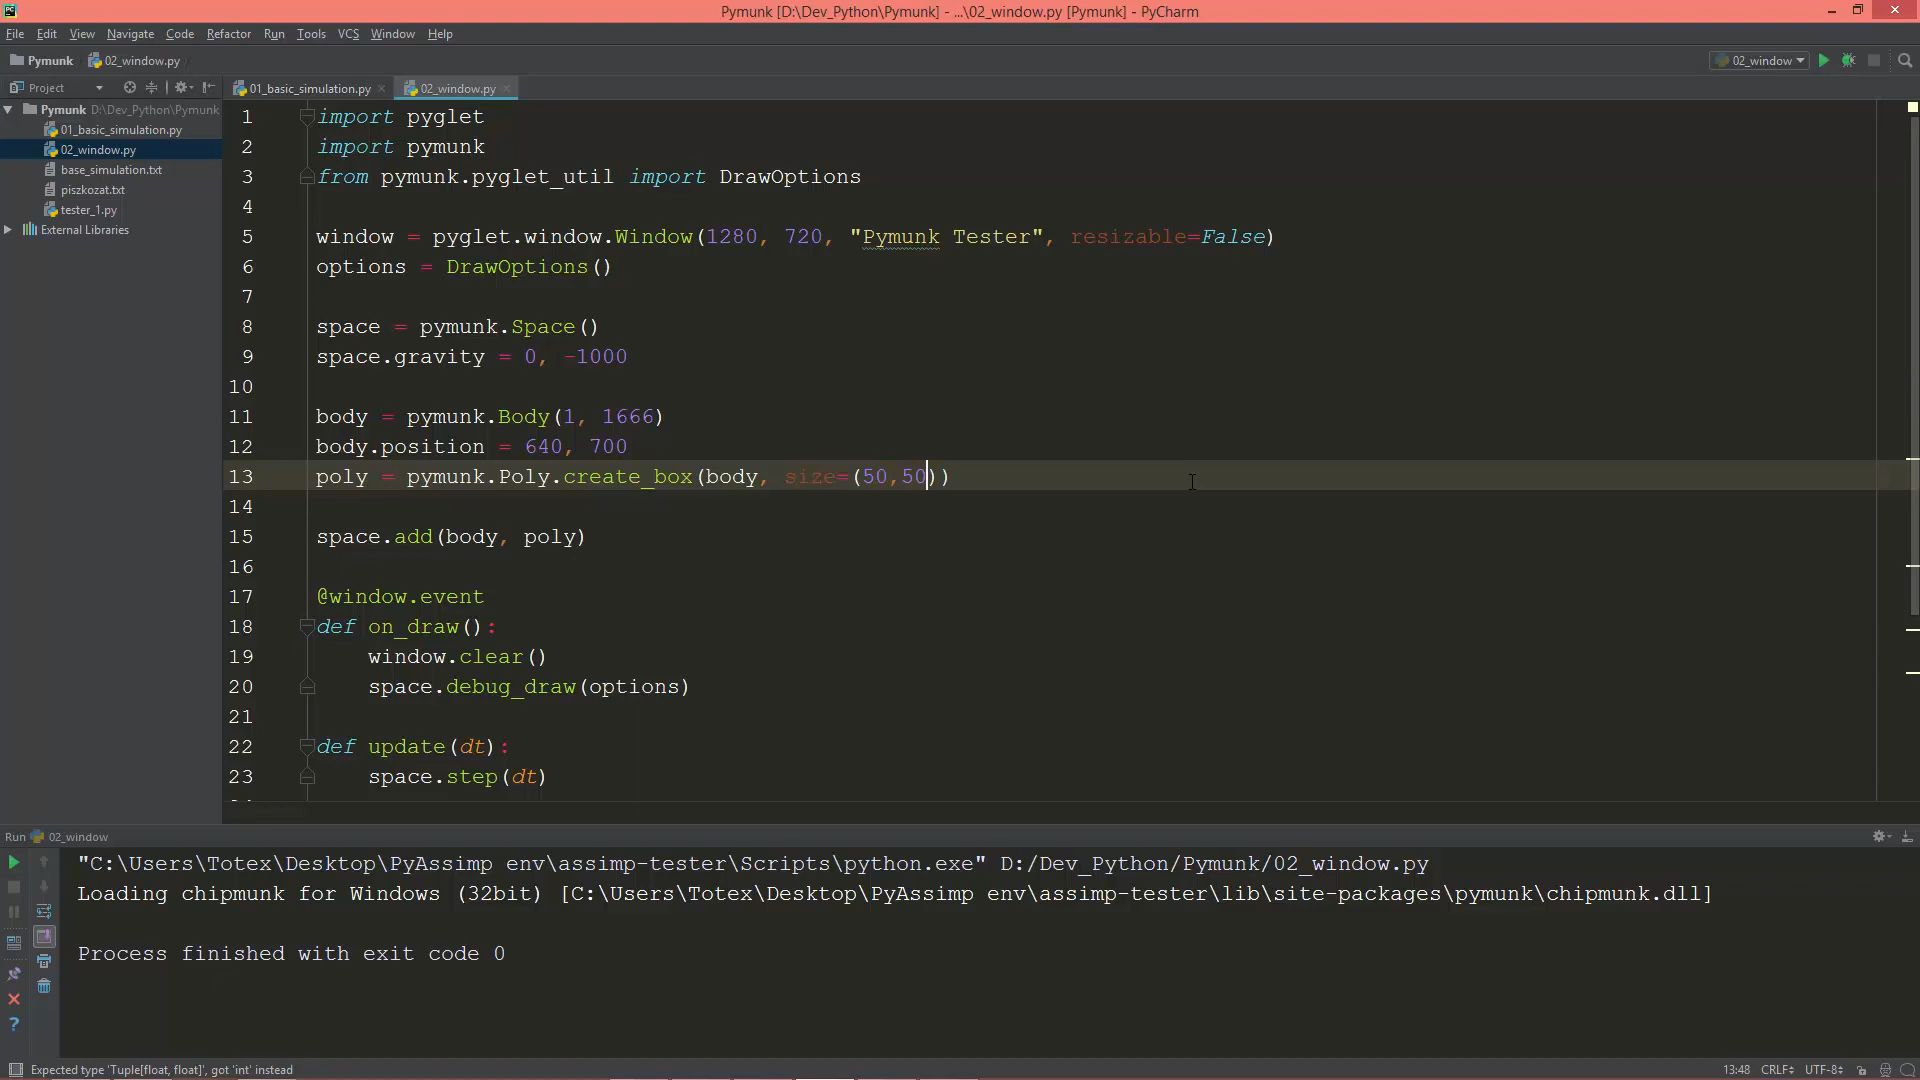 Pymunk [D:\Dev_Python\Pymunk] - ...\02_window.py [Pymunk] - PyCharm
File Edit View Navigate Code Refactor Run Tools VCS Window Help
Pymunk 02_window.py 02_window
Project 01_basic_simulation.py 02_window.py
Pymunk D:\Dev_Python\Pymunk
01_basic_simulation.py
02_window.py
base_simulation.txt
piszkozat.txt
tester_1.py
External Libraries
1 import pyglet
2 import pymunk
3 from pymunk.pyglet_util import DrawOptions
4
5 window = pyglet.window.Window(1280, 720, "Pymunk Tester", resizable=False)
6 options = DrawOptions()
7
8 space = pymunk.Space()
9 space.gravity = 0, -1000
10
11 body = pymunk.Body(1, 1666)
12 body.position = 640, 700
13 poly = pymunk.Poly.create_box(body, size=(50,50))
14
15 space.add(body, poly)
16
17 @window.event
18 def on_draw():
19 window.clear()
20 space.debug_draw(options)
21
22 def update(dt):
23 space.step(dt)
Run 02_window
"C:\Users\Totex\Desktop\PyAssimp env\assimp-tester\Scripts\python.exe" D:/Dev_Python/Pymunk/02_window.py
Loading chipmunk for Windows (32bit) [C:\Users\Totex\Desktop\PyAssimp env\assimp-tester\lib\site-packages\pymunk\chipmunk.dll]
Process finished with exit code 0
Expected type 'Tuple[float, float]', got 'int' instead 13:48 CRLF UTF-8